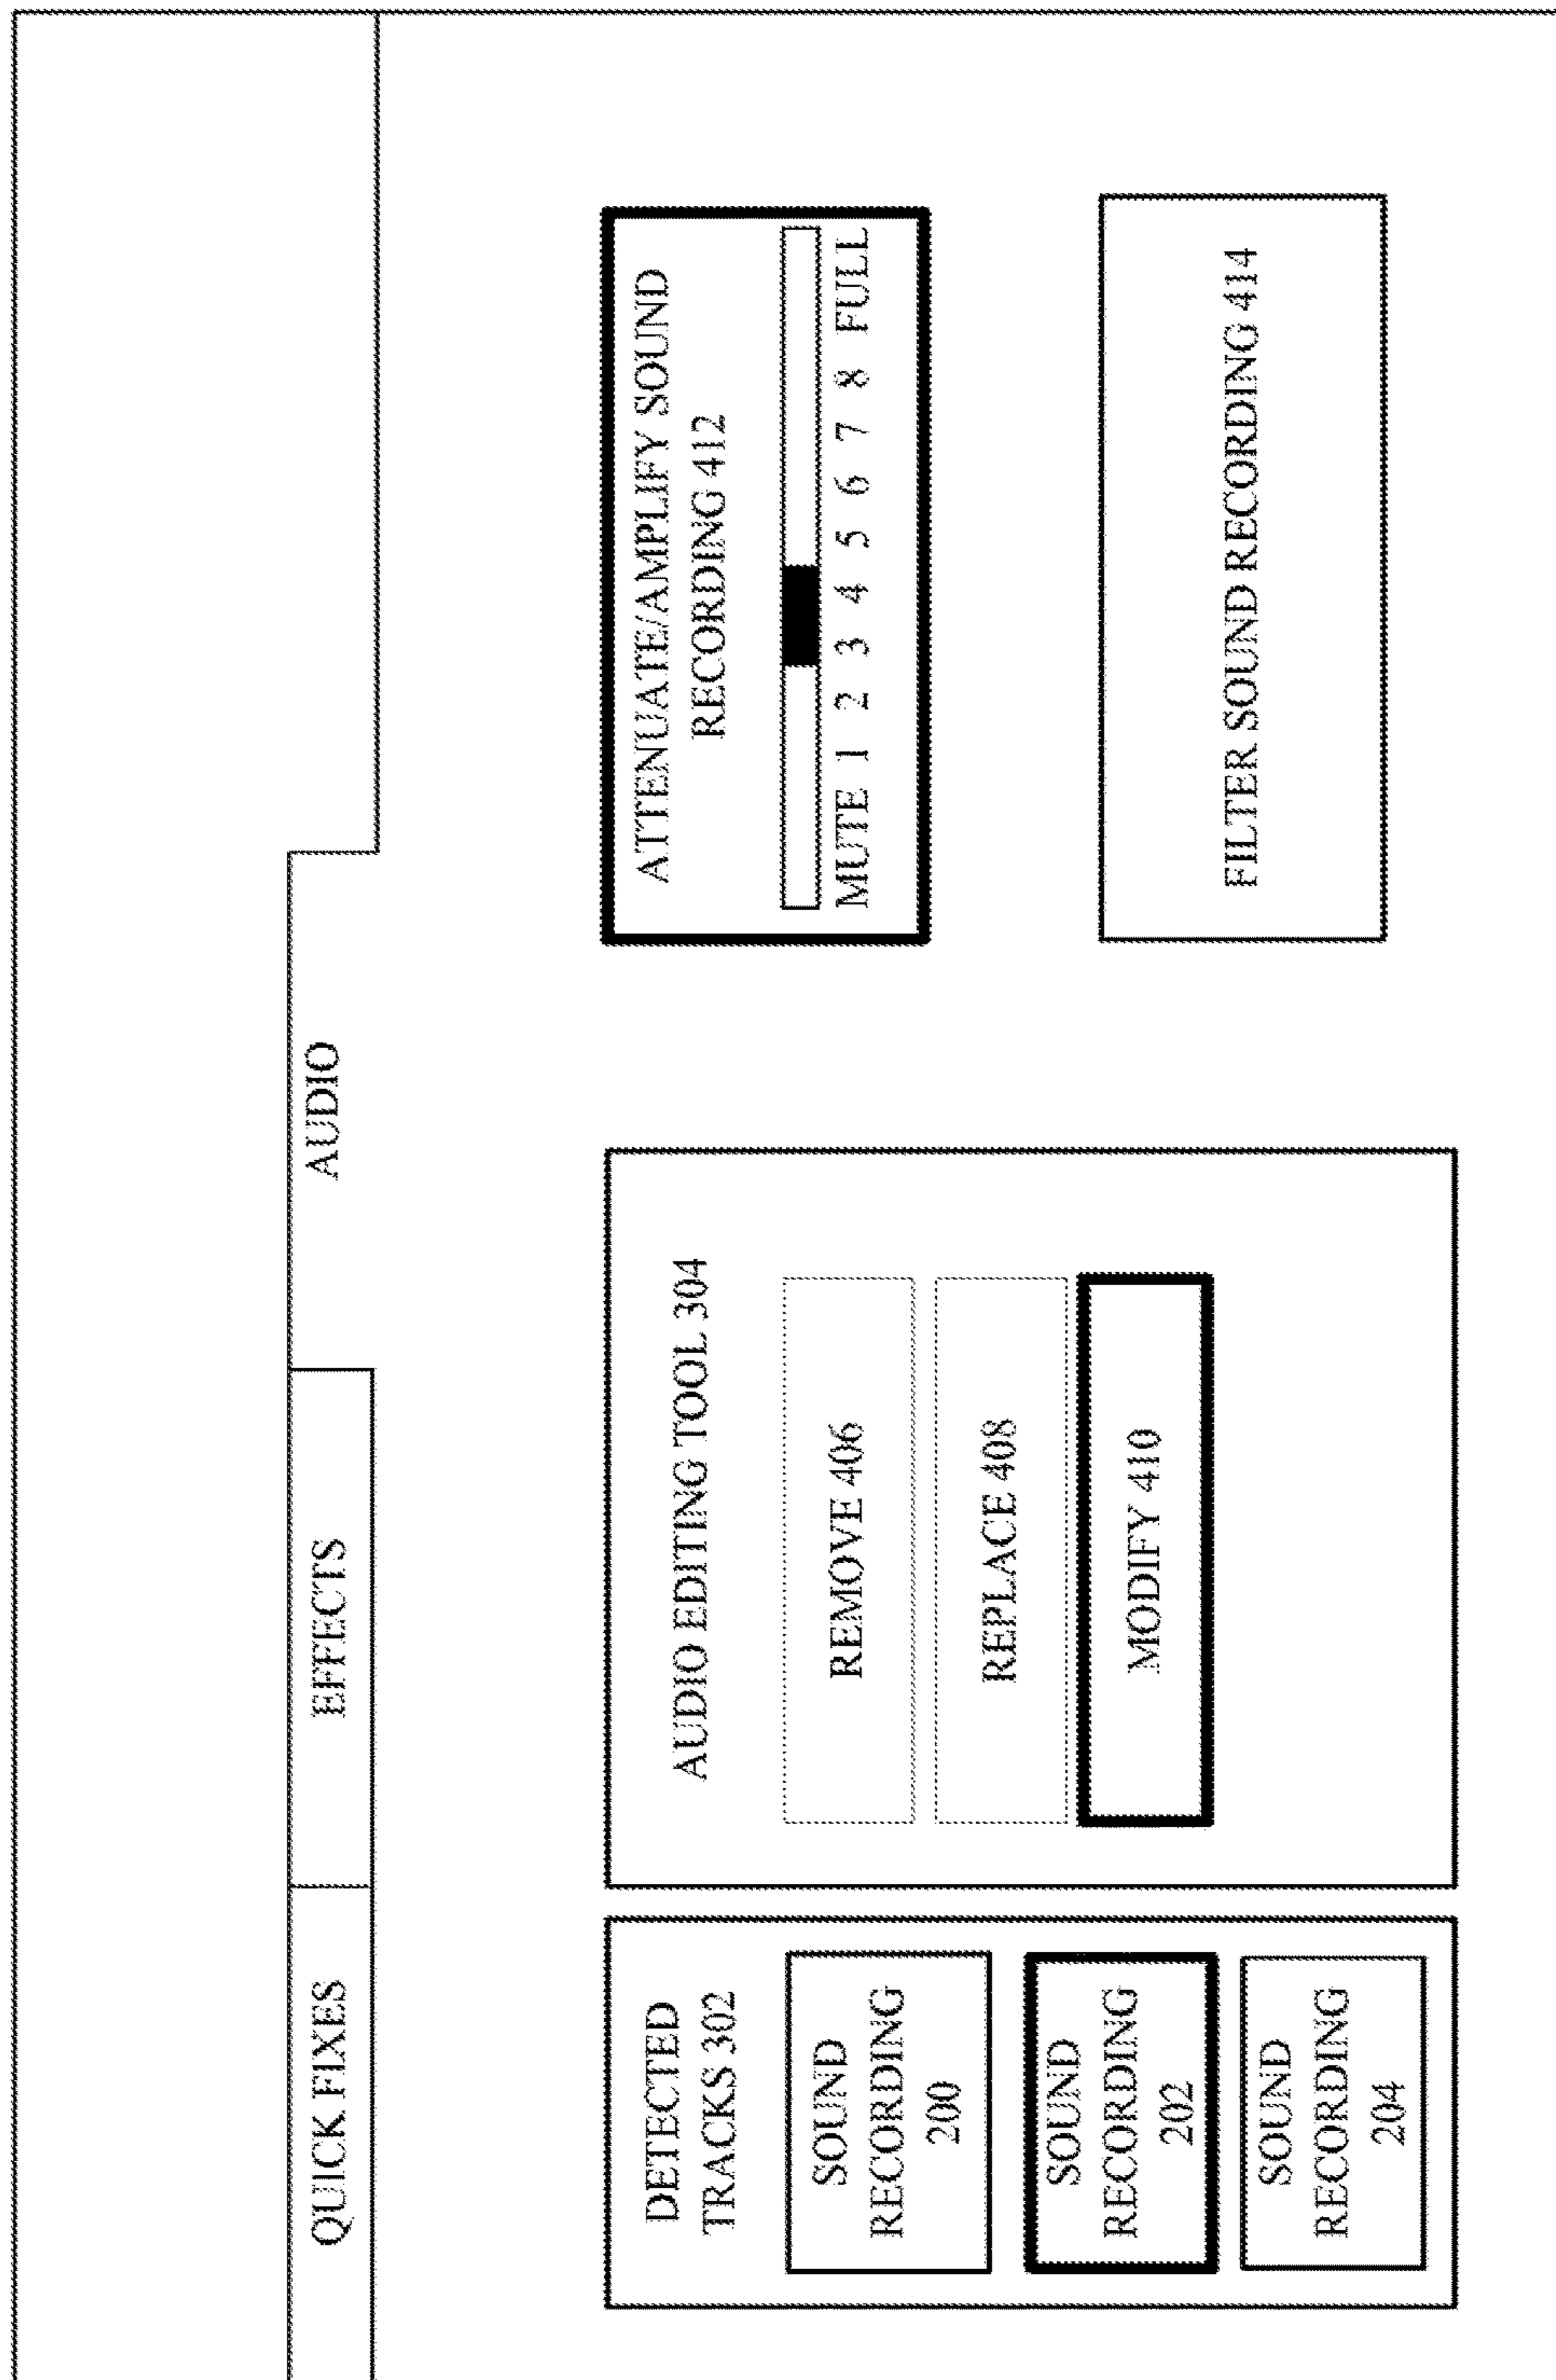 QUICK FIXES
EFFECTS
AUDIO
DETECTED
TRACKS 302
SOUND
RECORDING
200
SOUND
RECORDING
202
SOUND
RECORDING
204
AUDIO EDITING TOOL 304
REMOVE 406
REPLACE 408
MODIFY 410
ATTENUATE/AMPLIFY SOUND
RECORDING 412
MUTE 1 2 3 4 5 6 7 8 FULL
FILTER SOUND RECORDING 414